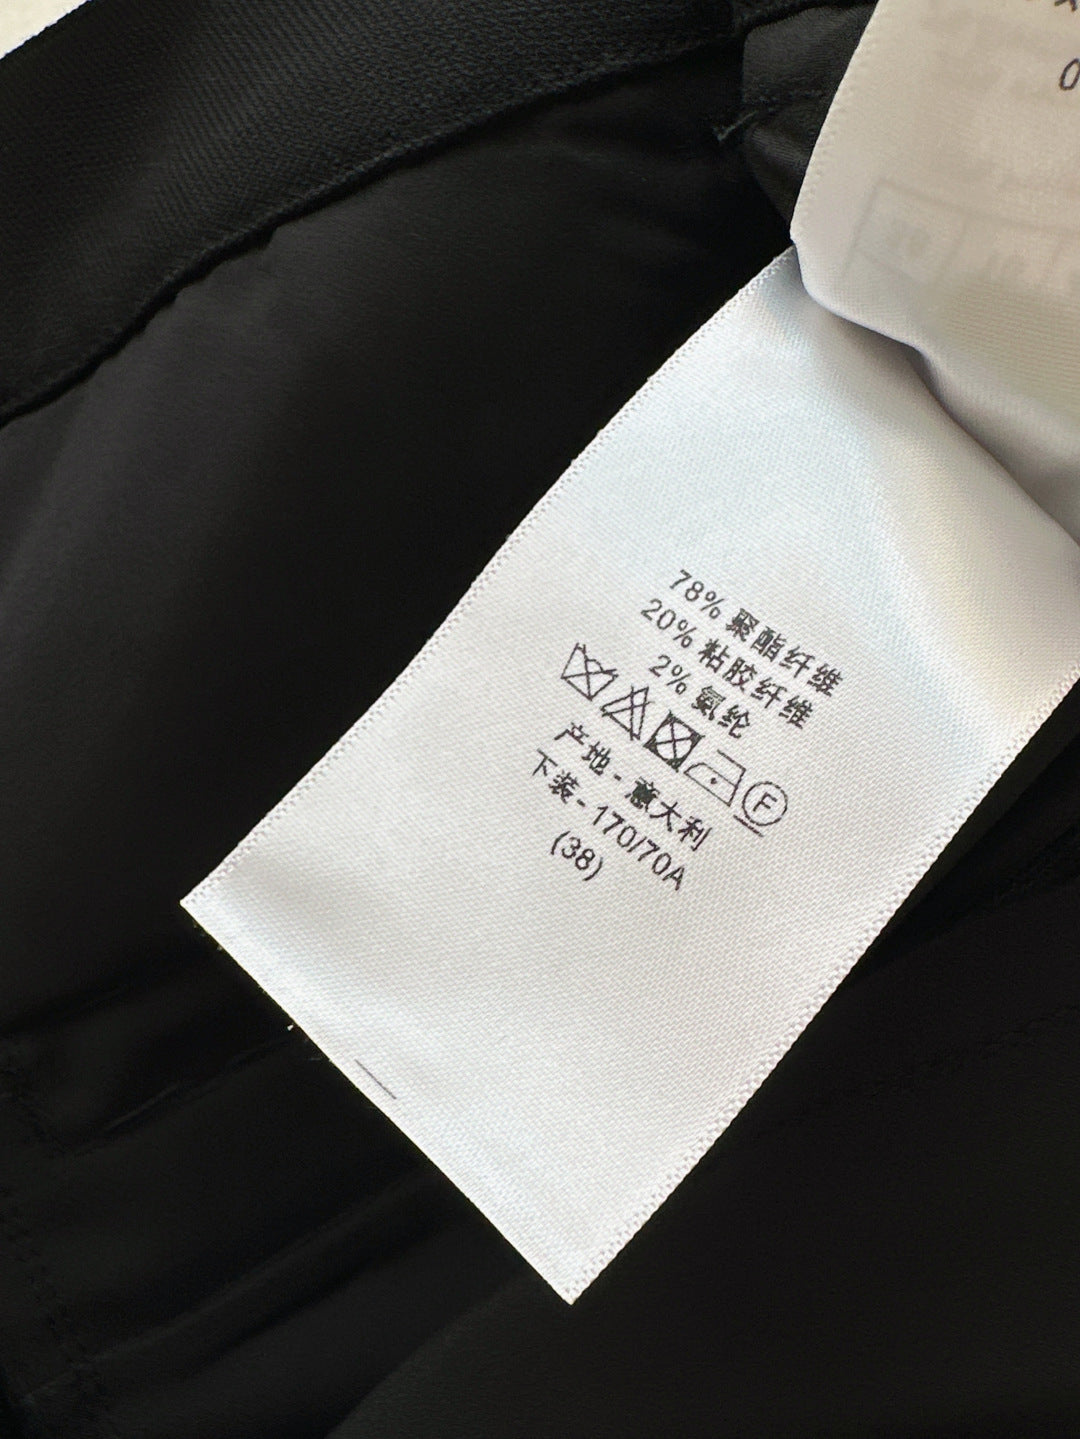 78% 聚酯纤维
20% 粘胶纤维
2% 氨纶
F
产地 - 意大利
下装 - 170/70A
(38)